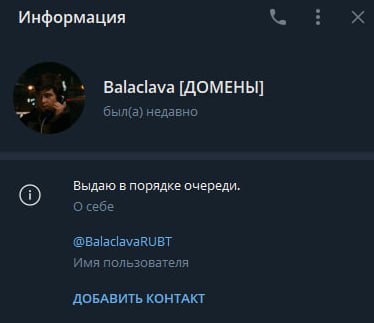 Информация
Balaclava [ДОМЕНЫ]
был(а) недавно
Выдаю в порядке очереди.
О себе
@BalaclavaRUBT
Имя пользователя
ДОБАВИТЬ КОНТАКТ